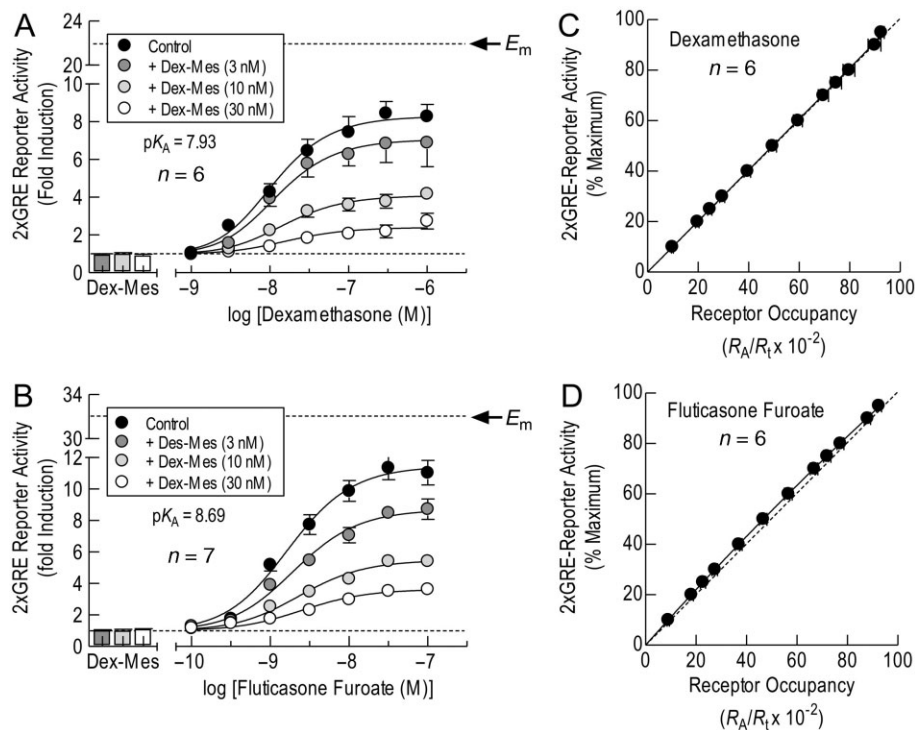 A
2xGRE Reporter Activity
(Fold Induction)
24
22
20
10
8
6
4
2
0
Control
+ Dex-Mes (3 nM)
+ Dex-Mes (10 nM)
+ Dex-Mes (30 nM)
pKA = 7.93
n = 6
Em
Dex-Mes
–9
–8
–7
–6
log [Dexamethasone (M)]
C
2xGRE-Reporter Activity
(% Maximum)
100
80
60
40
20
0
Dexamethasone
n = 6
0
20
40
60
80
100
Receptor Occupancy
(RA/Rt x 10-2)
B
2xGRE Reporter Activity
(fold Induction)
34
32
30
12
10
8
6
4
2
0
Control
+ Des-Mes (3 nM)
+ Dex-Mes (10 nM)
+ Dex-Mes (30 nM)
pKA = 8.69
n = 7
Em
Dex-Mes
–10
–9
–8
–7
log [Fluticasone Furoate (M)]
D
2xGRE-Reporter Activity
(% Maximum)
100
80
60
40
20
0
Fluticasone Furoate
n = 6
0
20
40
60
80
100
Receptor Occupancy
(RA/Rt x 10-2)